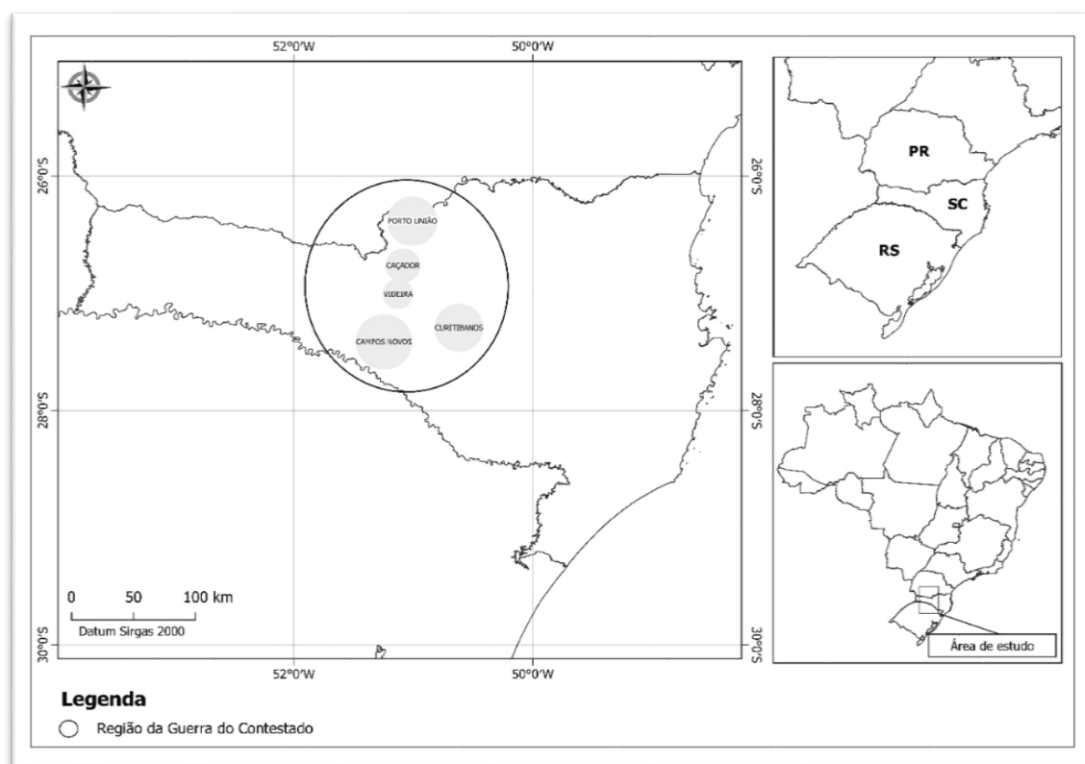 52°0'W
50°0'W
26°0'S
26°0'S
PORTO UNIÃO
CAÇADOR
VIDEIRA
CURITIBANOS
CAMPOS NOVOS
28°0'S
28°0'S
0 50 100 km
Datum Sirgas 2000
30°0'S
30°0'S
52°0'W
50°0'W
PR
SC
RS
Área de estudo
Legenda
Região da Guerra do Contestado